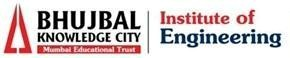 BHUJBAL
KNOWLEDGE CITY
Mumbai Educational Trust
Institute of
Engineering